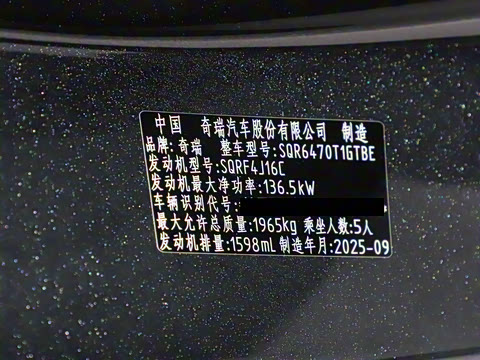 中国 奇瑞汽车股份有限公司 制造
品牌:奇瑞 整车型号:SQR6470T1GTBE
发动机型号:SQRF4J16C
发动机最大净功率:136.5kW
车辆识别代号:
最大允许总质量:1965kg 乘坐人数:5人
发动机排量:1598mL 制造年月:2025-09